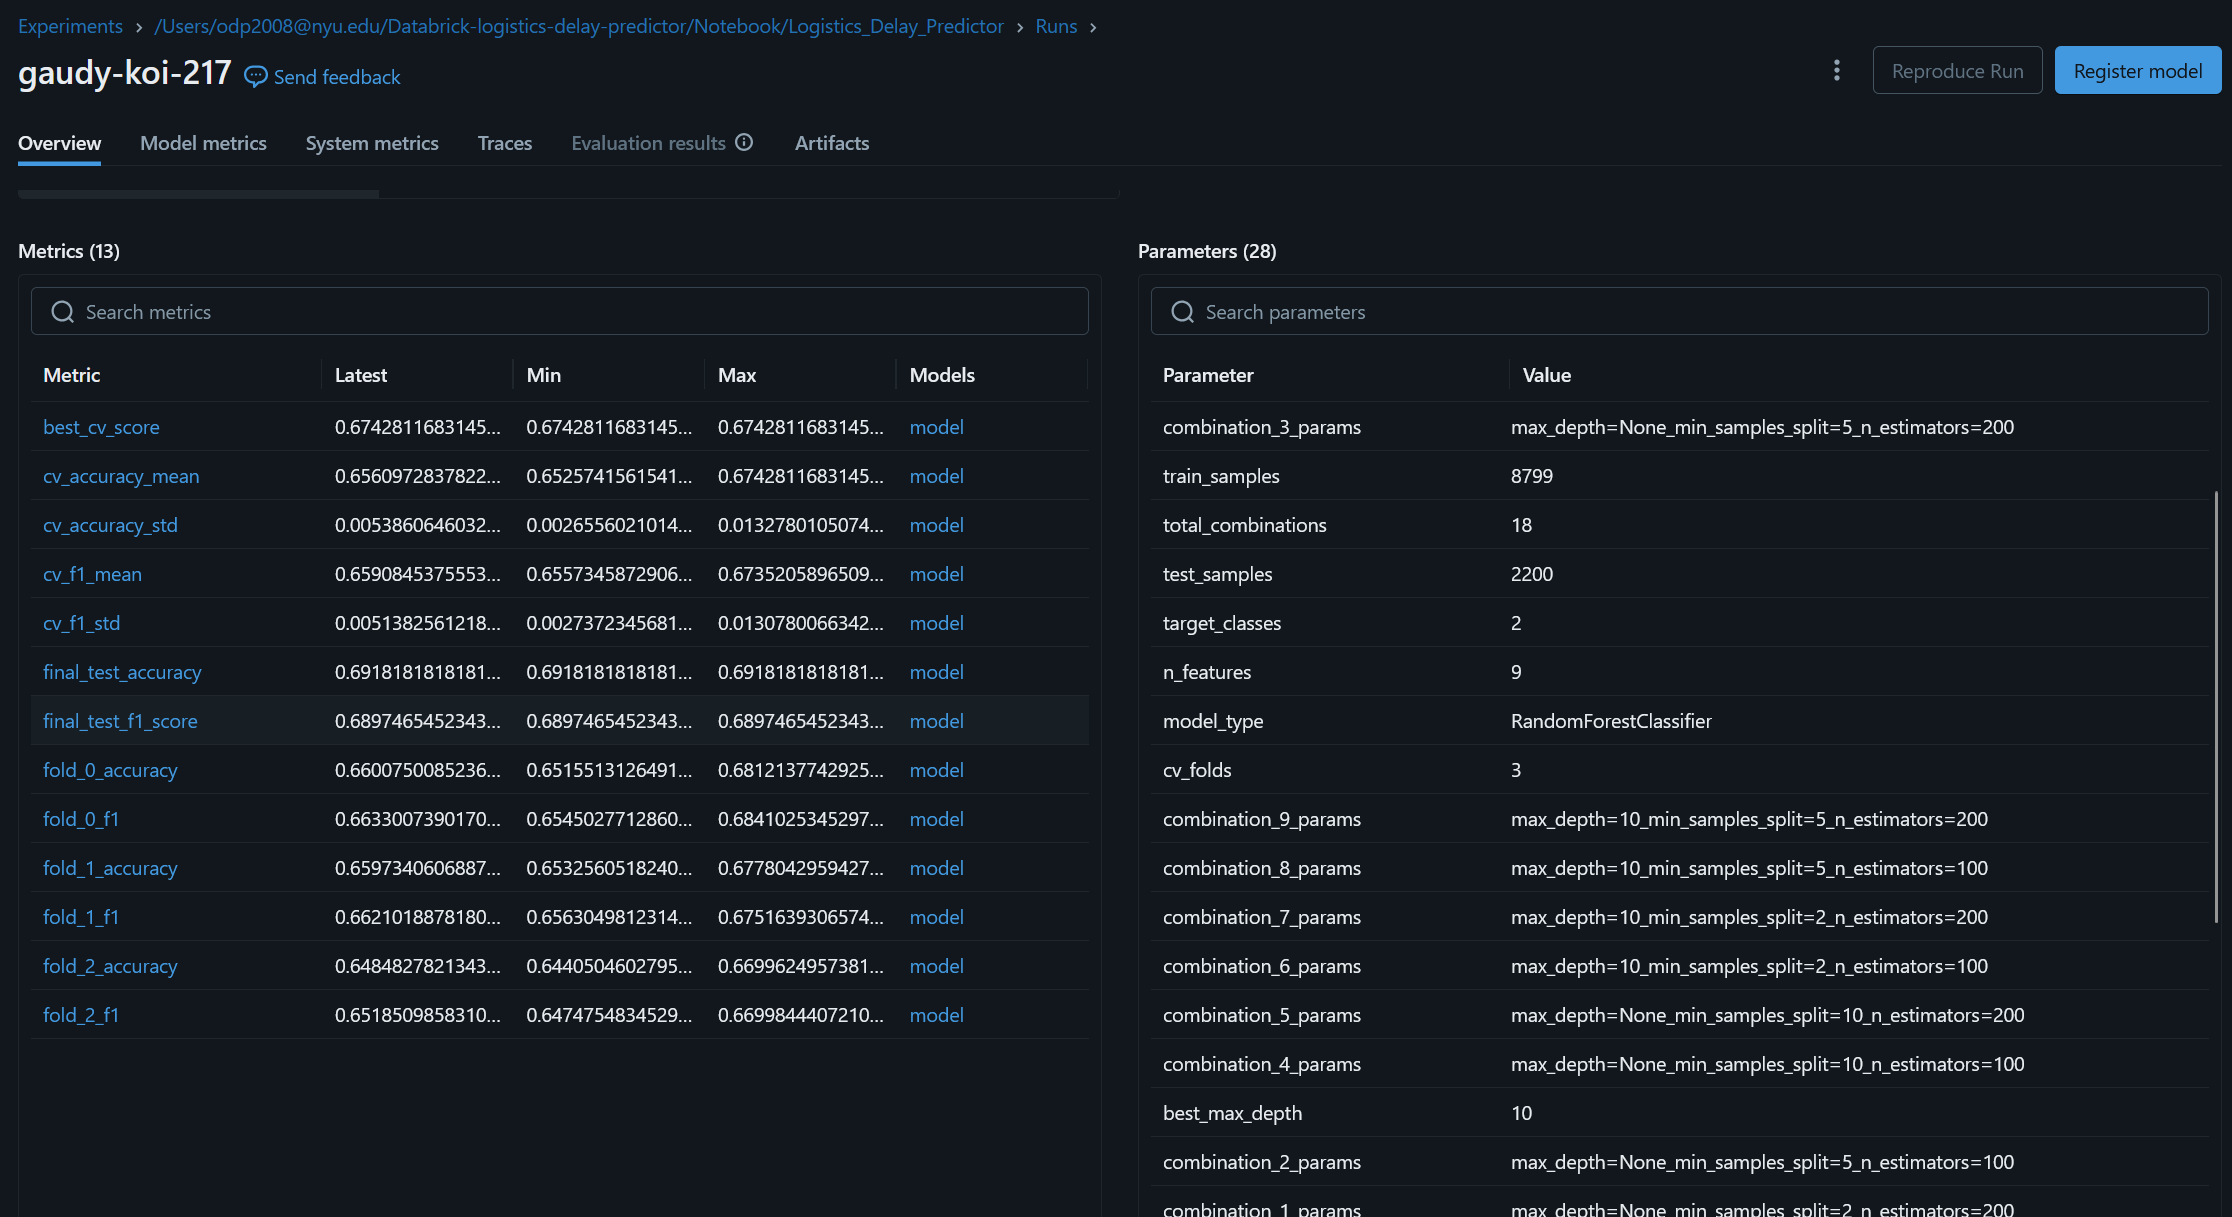 Experiments > /Users/odp2008@nyu.edu/Databrick-logistics-delay-predictor/Notebook/Logistics_Delay_Predictor > Runs >
gaudy-koi-217 Send feedback
Reproduce Run
Register model
Overview Model metrics System metrics Traces Evaluation results Artifacts
Metrics (13)
Search metrics
Metric Latest Min Max Models
best_cv_score 0.6742811683145... 0.6742811683145... 0.6742811683145... model
cv_accuracy_mean 0.6560972837822... 0.6525741561541... 0.6742811683145... model
cv_accuracy_std 0.0053860646032... 0.0026556021014... 0.0132780105074... model
cv_f1_mean 0.6590845375553... 0.6557345872906... 0.6735205896509... model
cv_f1_std 0.0051382561218... 0.0027372345681... 0.0130780066342... model
final_test_accuracy 0.6918181818181... 0.6918181818181... 0.6918181818181... model
final_test_f1_score 0.6897465452343... 0.6897465452343... 0.6897465452343... model
fold_0_accuracy 0.6600750085236... 0.6515513126491... 0.6812137742925... model
fold_0_f1 0.6633007390170... 0.6545027712860... 0.6841025345297... model
fold_1_accuracy 0.6597340606887... 0.6532560518240... 0.6778042959427... model
fold_1_f1 0.6621018878180... 0.6563049812314... 0.6751639306574... model
fold_2_accuracy 0.6484827821343... 0.6440504602795... 0.6699624957381... model
fold_2_f1 0.6518509858310... 0.6474754834529... 0.6699844407210... model
Parameters (28)
Search parameters
Parameter Value
combination_3_params max_depth=None_min_samples_split=5_n_estimators=200
train_samples 8799
total_combinations 18
test_samples 2200
target_classes 2
n_features 9
model_type RandomForestClassifier
cv_folds 3
combination_9_params max_depth=10_min_samples_split=5_n_estimators=200
combination_8_params max_depth=10_min_samples_split=5_n_estimators=100
combination_7_params max_depth=10_min_samples_split=2_n_estimators=200
combination_6_params max_depth=10_min_samples_split=2_n_estimators=100
combination_5_params max_depth=None_min_samples_split=10_n_estimators=200
combination_4_params max_depth=None_min_samples_split=10_n_estimators=100
best_max_depth 10
combination_2_params max_depth=None_min_samples_split=5_n_estimators=100
combination_1_params max_depth=None_min_samples_split=2_n_estimators=200